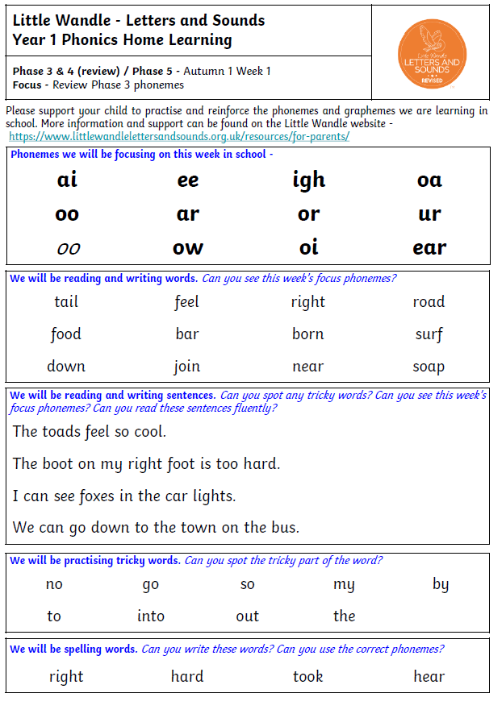 Little Wandle - Letters and Sounds
Year 1 Phonics Home Learning
Phase 3 & 4 (review) / Phase 5 - Autumn 1 Week 1
Focus - Review Phase 3 phonemes
Little Wandle
LETTERS AND
SOUNDS
REVISED
Please support your child to practise and reinforce the phonemes and graphemes we are learning in
school. More information and support can be found on the Little Wandle website -
https://www.littlewandlelettersandsounds.org.uk/resources/for-parents/
Phonemes we will be focusing on this week in school -
ai ee igh oa
oo ar or ur
oo ow oi ear
We will be reading and writing words. Can you see this week's focus phonemes?
tail feel right road
food bar born surf
down join near soap
We will be reading and writing sentences. Can you spot any tricky words? Can you see this week's
focus phonemes? Can you read these sentences fluently?
The toads feel so cool.
The boot on my right foot is too hard.
I can see foxes in the car lights.
We can go down to the town on the bus.
We will be practising tricky words. Can you spot the tricky part of the word?
no go so my by
to into out the
We will be spelling words. Can you write these words? Can you use the correct phonemes?
right hard took hear